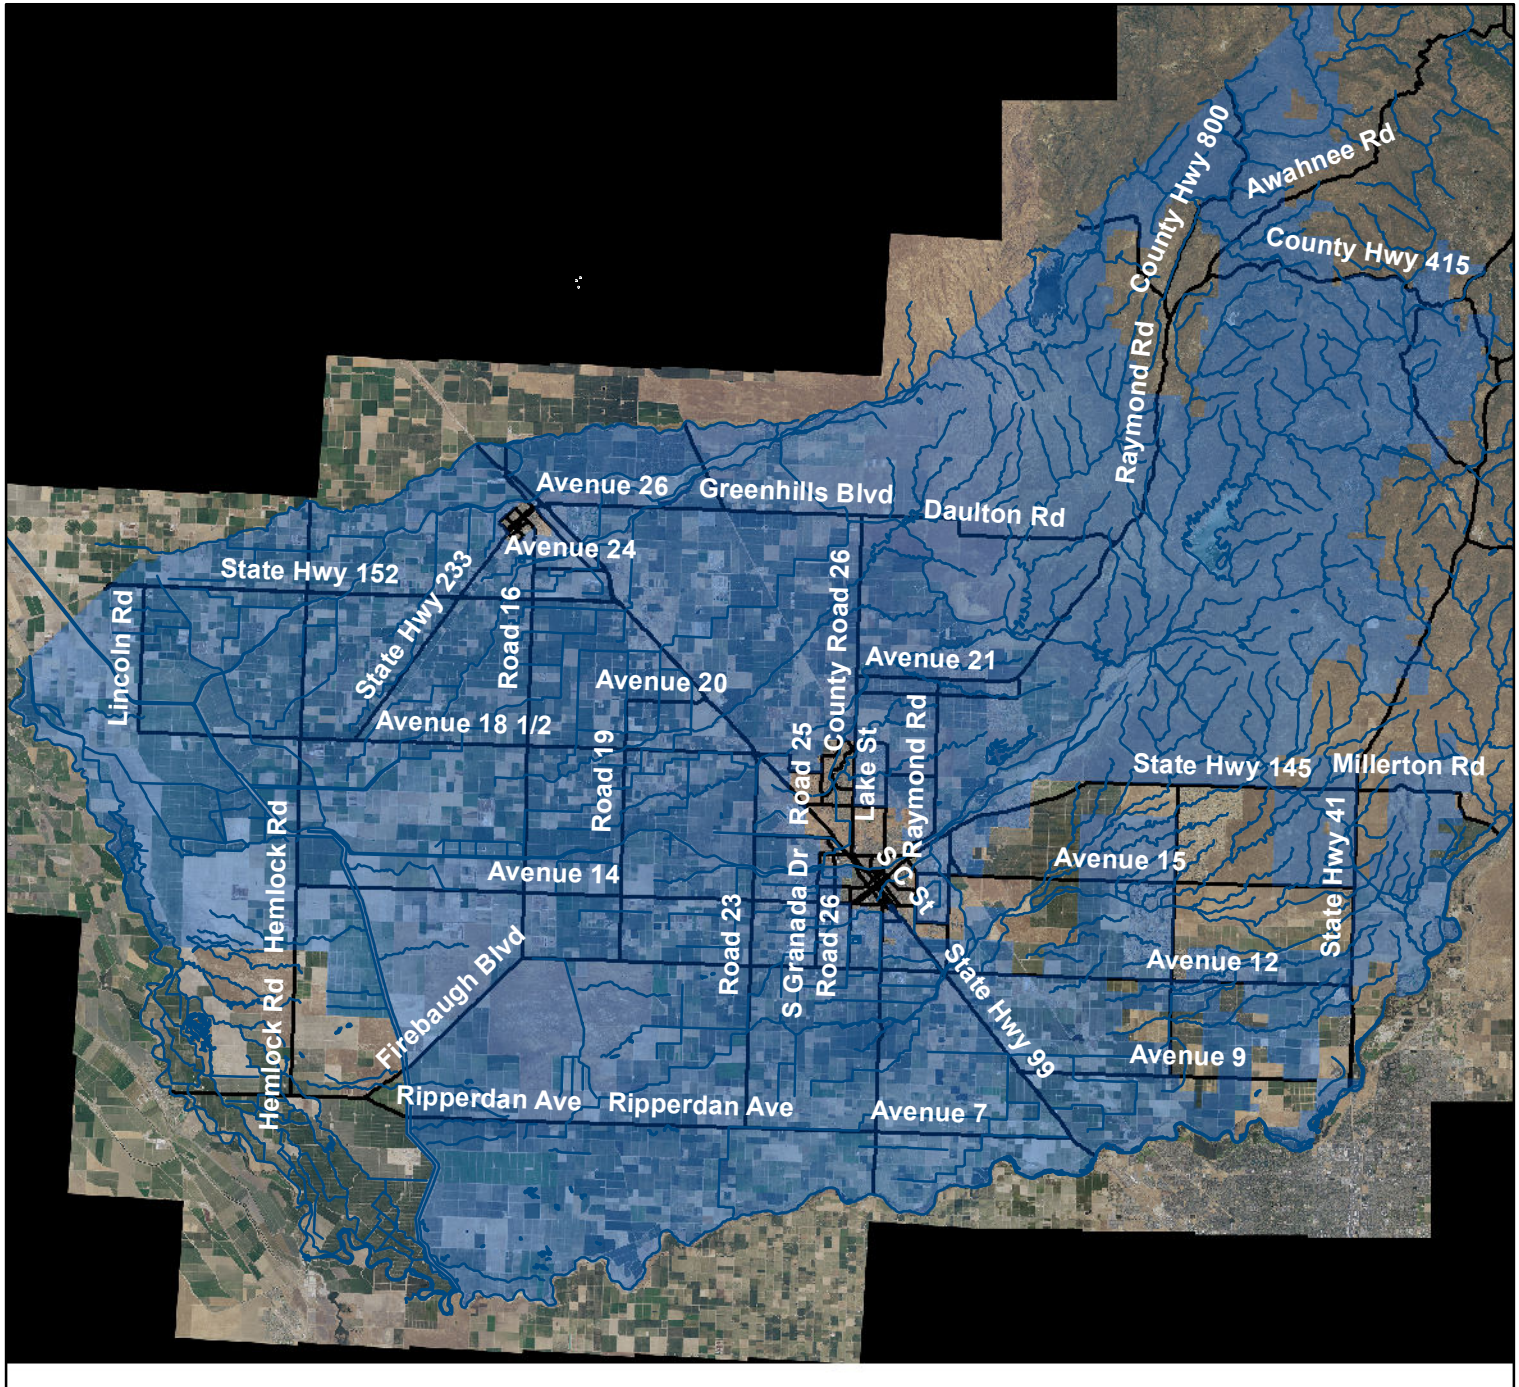 County Hwy 800
Awahnee Rd
County Hwy 415
Raymond Rd
Avenue 26
Greenhills Blvd
Daulton Rd
Avenue 24
State Hwy 152
State Hwy 233
Road 16
County Road 26
Lincoln Rd
Avenue 21
Avenue 20
Avenue 18 1/2
Road 19
Road 25
Lake St
Raymond Rd
State Hwy 145
Millerton Rd
Hemlock Rd
Avenue 14
S Granada Dr
S C St
Avenue 15
State Hwy 41
Road 23
Road 26
Firebaugh Blvd
State Hwy 99
Avenue 12
Hemlock Rd
Avenue 9
Ripperdan Ave
Ripperdan Ave
Avenue 7